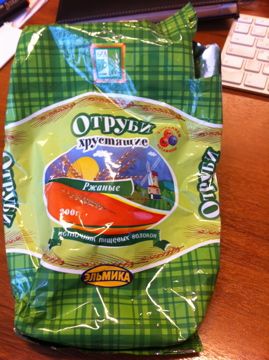 ОТРУБИ
хрустящие
Ржаные
200г
источник пищевых волокон
ЭЛЬМИКА
ОТРУБИ
ОТРУБИ